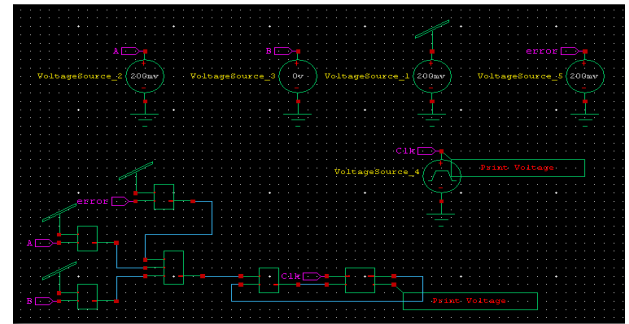 A B error
VoltageSource_2 200mv VoltageSource_3 0v VoltageSource_1 200mv VoltageSource_5 200mv
Clk
Print Voltage
VoltageSource_4
error
A
Clk
B
Print Voltage